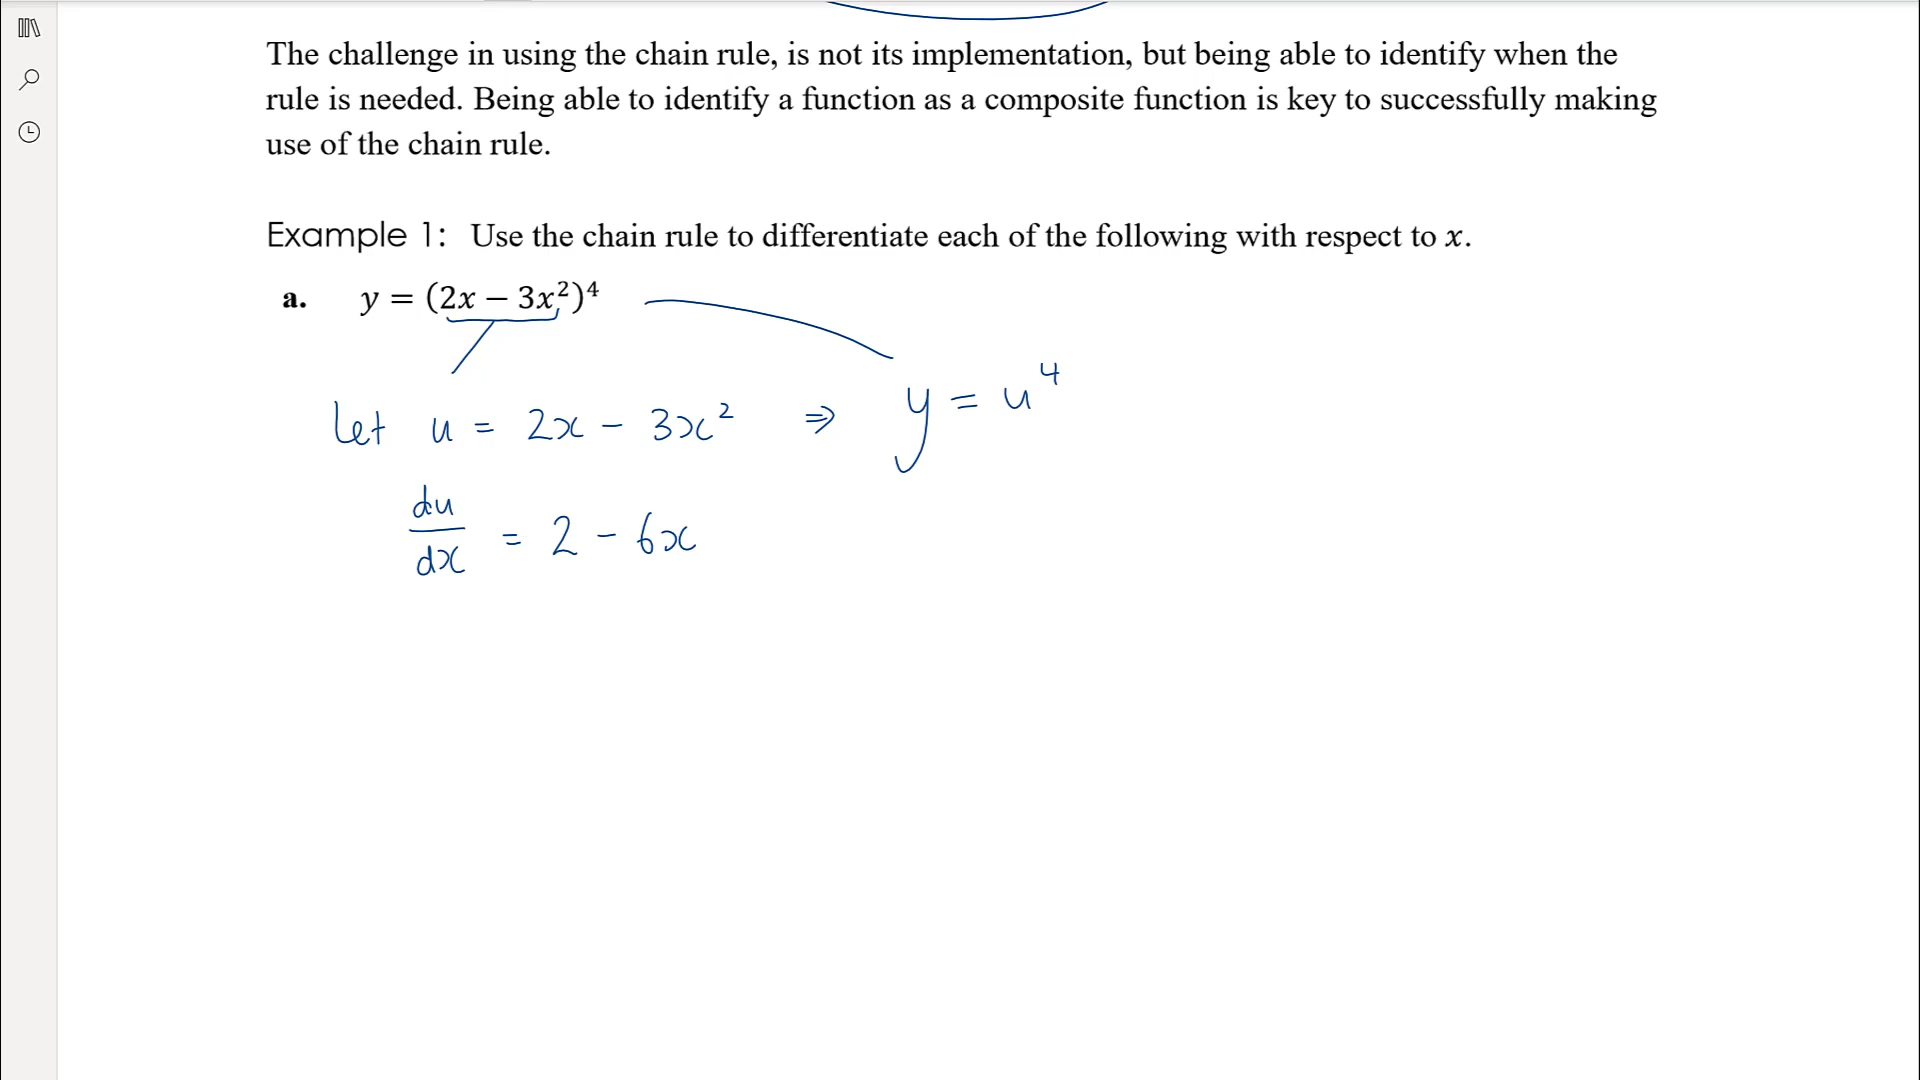 The challenge in using the chain rule, is not its implementation, but being able to identify when the
rule is needed. Being able to identify a function as a composite function is key to successfully making
use of the chain rule.
Example 1: Use the chain rule to differentiate each of the following with respect to x.
a. y = (2x − 3x²)⁴
Let u = 2x − 3x² ⇒ y = u⁴
du/dx = 2 − 6x